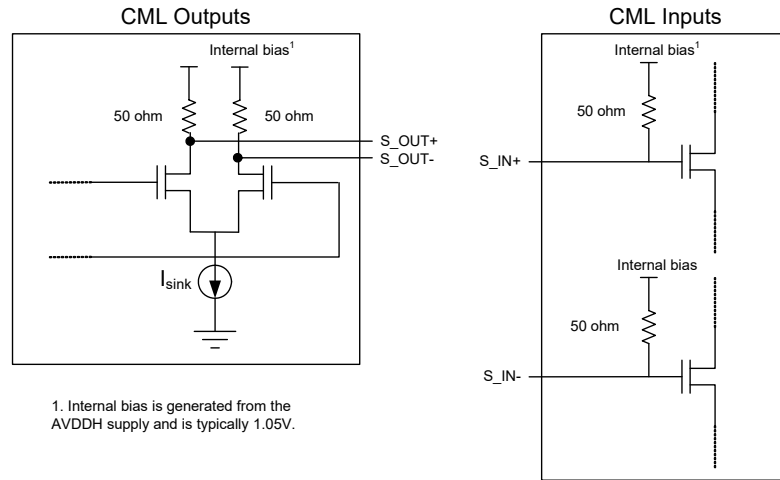 CML Outputs
Internal bias1
50 ohm
50 ohm
S_OUT+
S_OUT-
Isink
1. Internal bias is generated from the
AVDDH supply and is typically 1.05V.
CML Inputs
Internal bias1
50 ohm
S_IN+
Internal bias
50 ohm
S_IN-